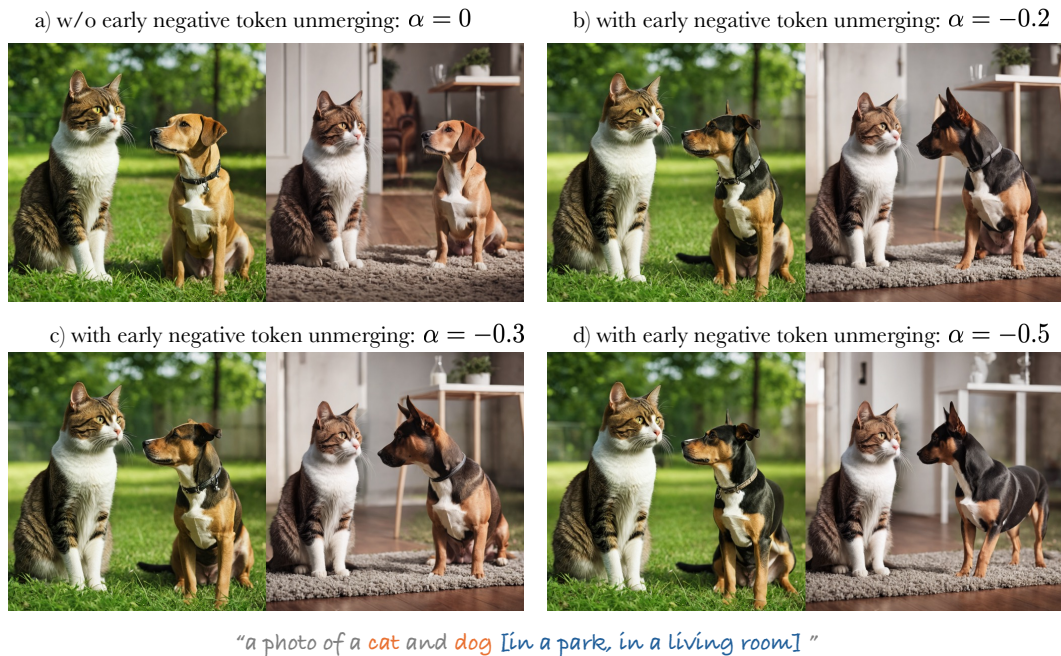 a) w/o early negative token unmerging: α = 0
b) with early negative token unmerging: α = −0.2
c) with early negative token unmerging: α = −0.3
d) with early negative token unmerging: α = −0.5
“a photo of a cat and dog [in a park, in a living room] ”